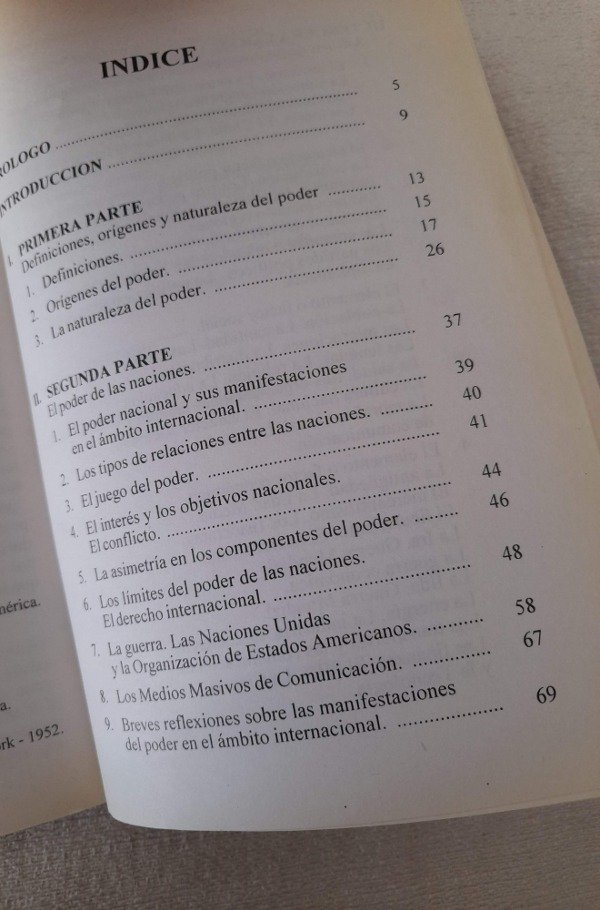 INDICE
PROLOGO ........ 5
INTRODUCCION ........ 9
I. PRIMERA PARTE
Definiciones, orígenes y naturaleza del poder ........ 13
1. Definiciones. ........ 15
2. Orígenes del poder. ........ 17
3. La naturaleza del poder. ........ 26
II. SEGUNDA PARTE
El poder de las naciones. ........ 37
1. El poder nacional y sus manifestaciones
en el ámbito internacional. ........ 39
2. Los tipos de relaciones entre las naciones. ........ 40
3. El juego del poder. ........ 41
4. El interés y los objetivos nacionales.
El conflicto. ........ 44
5. La asimetría en los componentes del poder. ........ 46
6. Los límites del poder de las naciones.
El derecho internacional. ........ 48
7. La guerra. Las Naciones Unidas
y la Organización de Estados Americanos. ........ 58
8. Los Medios Masivos de Comunicación. ........ 67
9. Breves reflexiones sobre las manifestaciones
del poder en el ámbito internacional. ........ 69
mérica.
a.
ork - 1952.